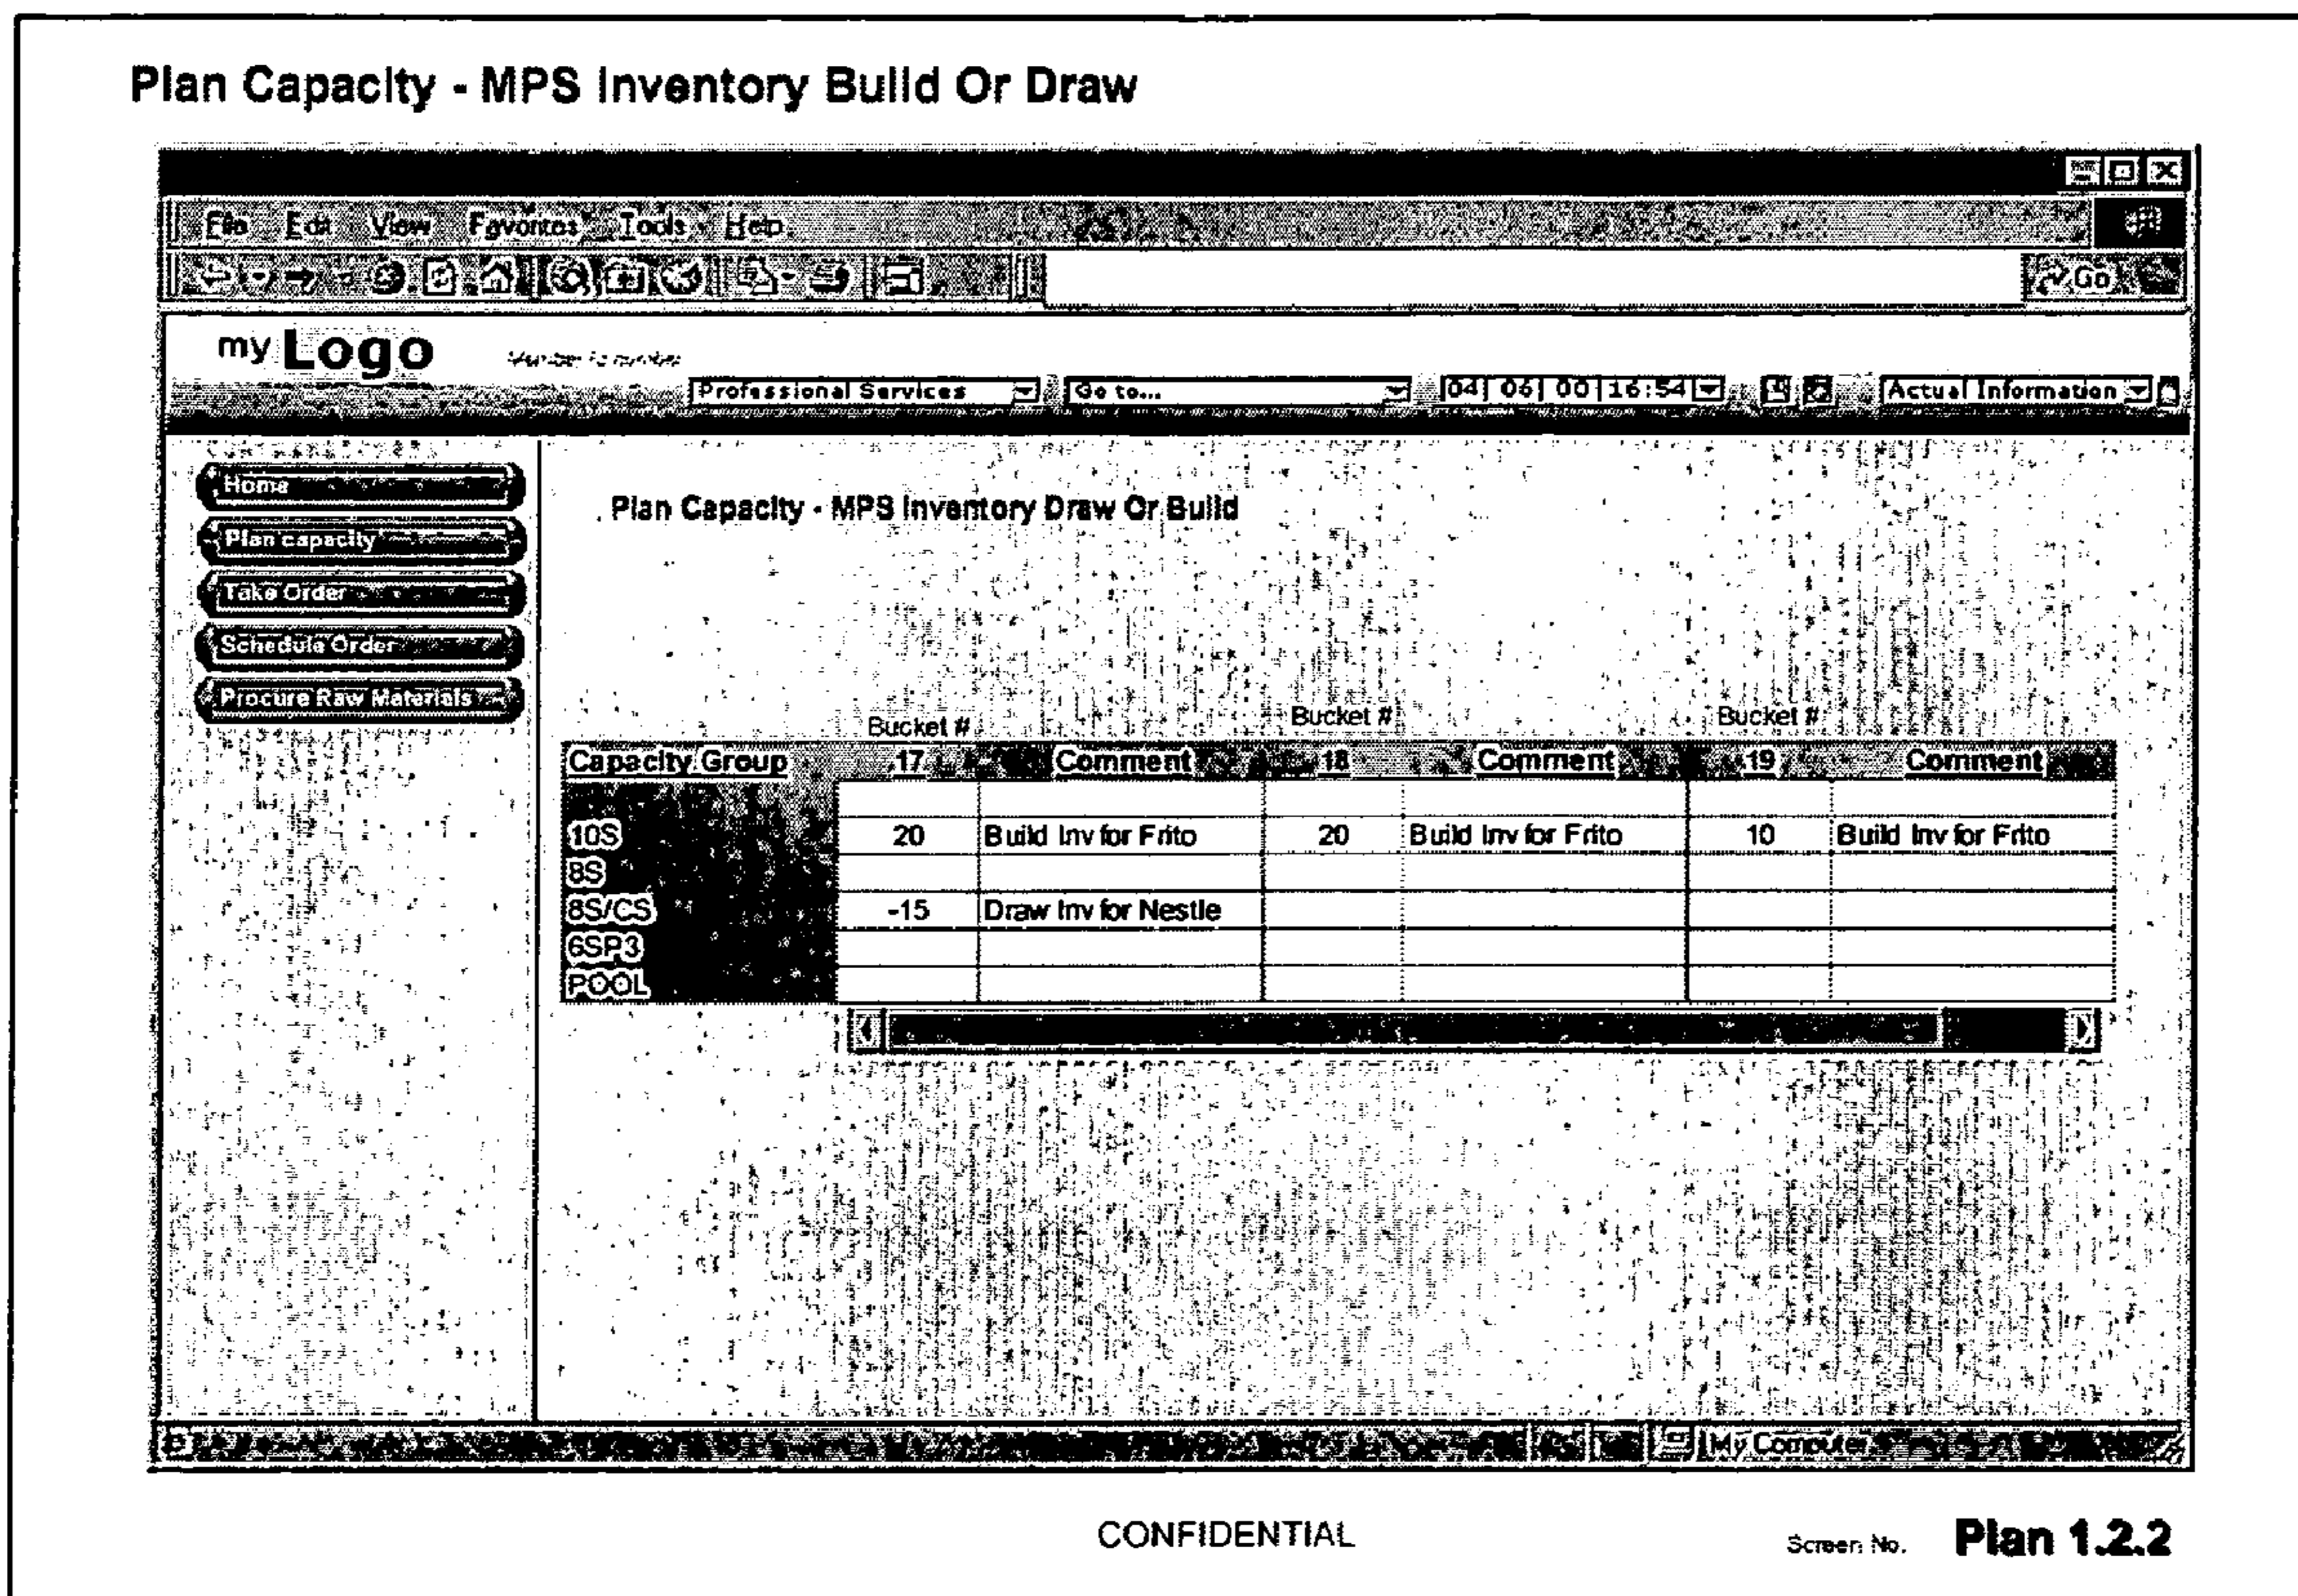 Plan Capacity - MPS Inventory Build Or Draw
File Edit View Favorites Tools Help
Go
my Logo
Professional Services Go to... 04| 06| 00|16:54 Actual Information
Home
Plan capacity
Take Order
Schedule Order
Procure Raw Materials
Plan Capacity - MPS Inventory Draw Or Build
Bucket # Bucket # Bucket #
Capacity Group 17 Comment 18 Comment 19 Comment
10S 20 Build Inv for Frito 20 Build Inv for Frito 10 Build Inv for Frito
8S
8S/CS -15 Draw Inv for Nestle
6SP3
POOL
My Computer
CONFIDENTIAL
Screen No. Plan 1.2.2